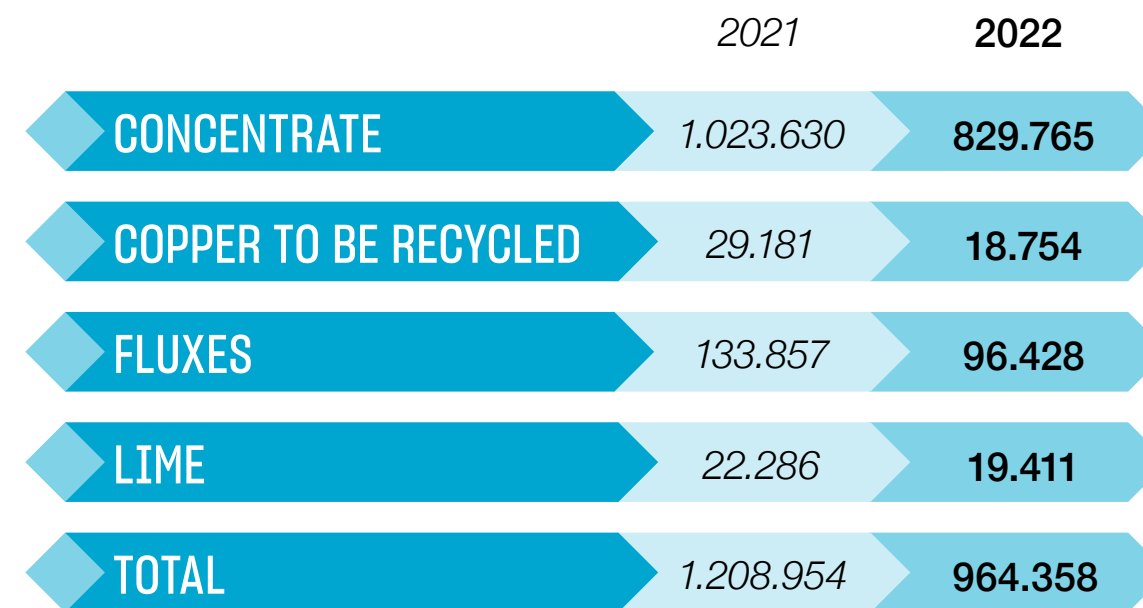 2021 2022
CONCENTRATE 1.023.630 829.765
COPPER TO BE RECYCLED 29.181 18.754
FLUXES 133.857 96.428
LIME 22.286 19.411
TOTAL 1.208.954 964.358